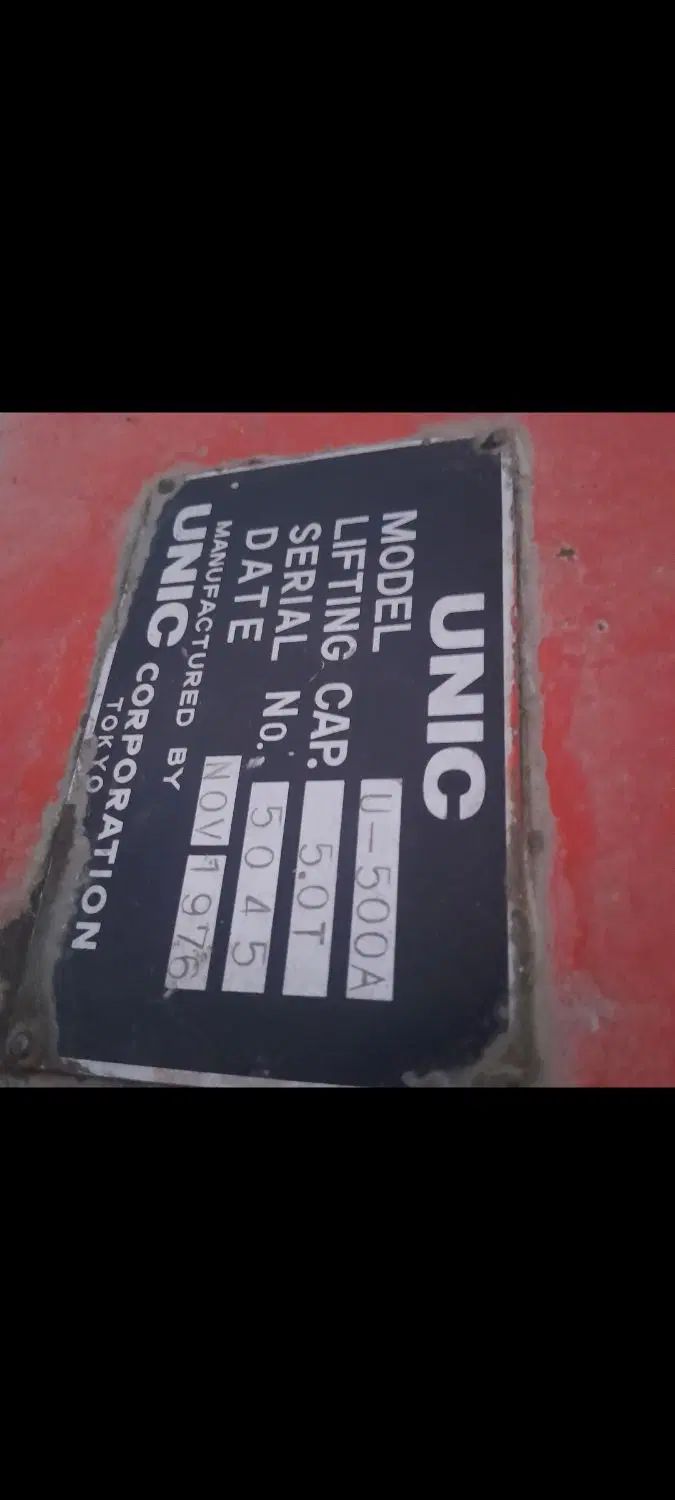 UNIC
MODEL U-500A
LIFTING CAP. 5.0T
SERIAL No. 5045
DATE NOV 1976
MANUFACTURED BY
UNIC CORPORATION
TOKYO